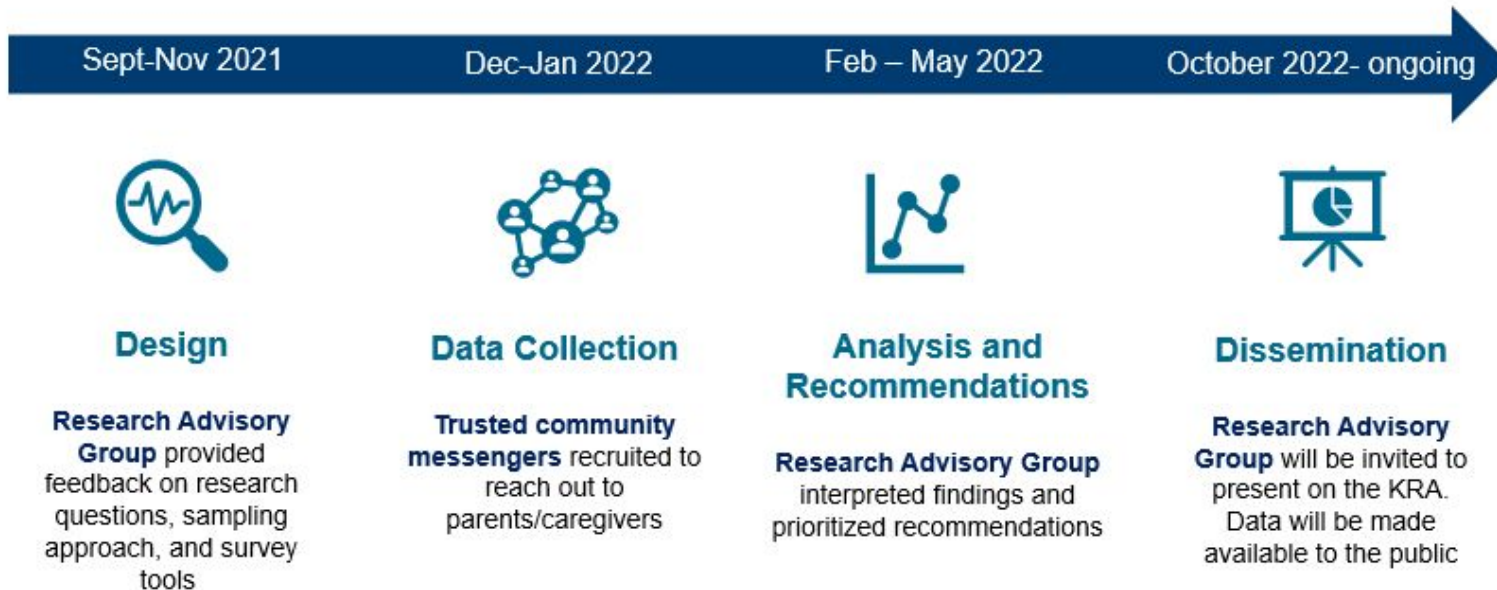 Sept-Nov 2021
Dec-Jan 2022
Feb – May 2022
October 2022- ongoing
Design
Research Advisory
Group provided
feedback on research
questions, sampling
approach, and survey
tools
Data Collection
Trusted community
messengers recruited to
reach out to
parents/caregivers
Analysis and
Recommendations
Research Advisory Group
interpreted findings and
prioritized recommendations
Dissemination
Research Advisory
Group will be invited to
present on the KRA.
Data will be made
available to the public